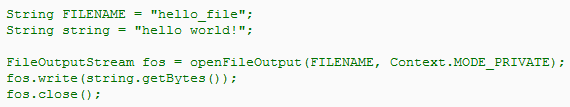 String FILENAME = "hello_file";
String string = "hello world!";
FileOutputStream fos = openFileOutput(FILENAME, Context.MODE_PRIVATE);
fos.write(string.getBytes());
fos.close();